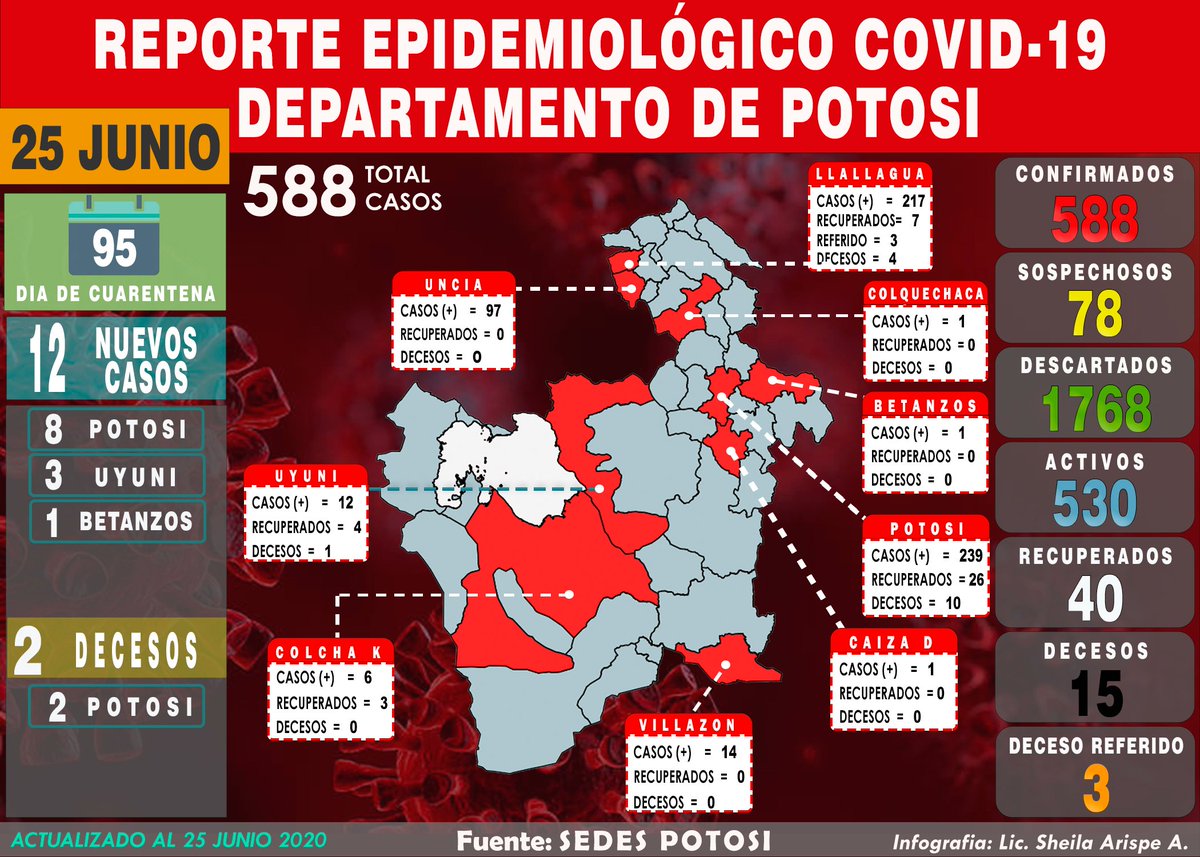 REPORTE EPIDEMIOLÓGICO COVID-19
DEPARTAMENTO DE POTOSI
25 JUNIO
95
DIA DE CUARENTENA
12 NUEVOS CASOS
8 POTOSI
3 UYUNI
1 BETANZOS
2 DECESOS
2 POTOSI
588 TOTAL CASOS
LLALLAGUA
CASOS (+) = 217
RECUPERADOS= 7
REFERIDO = 3
DFCESOS = 4
UNCIA
CASOS (+) = 97
RECUPERADOS = 0
DECESOS = 0
COLQUECHACA
CASOS (+) = 1
RECUPERADOS =0
DECESOS = 0
BETANZOS
CASOS (+) = 1
RECUPERADOS =0
DECESOS = 0
UYUNI
CASOS (+) = 12
RECUPERADOS = 4
DECESOS = 1
POTOSI
CASOS (+) = 239
RECUPERADOS =26
DECESOS = 10
COLCHA K
CASOS (+) = 6
RECUPERADOS = 3
DECESOS = 0
CAIZA D
CASOS (+) = 1
RECUPERADOS =0
DECESOS = 0
VILLAZON
CASOS (+) = 14
RECUPERADOS = 0
DECESOS = 0
CONFIRMADOS
588
SOSPECHOSOS
78
DESCARTADOS
1768
ACTIVOS
530
RECUPERADOS
40
DECESOS
15
DECESO REFERIDO
3
ACTUALIZADO AL 25 JUNIO 2020
Fuente: SEDES POTOSI
Infografia: Lic. Sheila Arispe A.